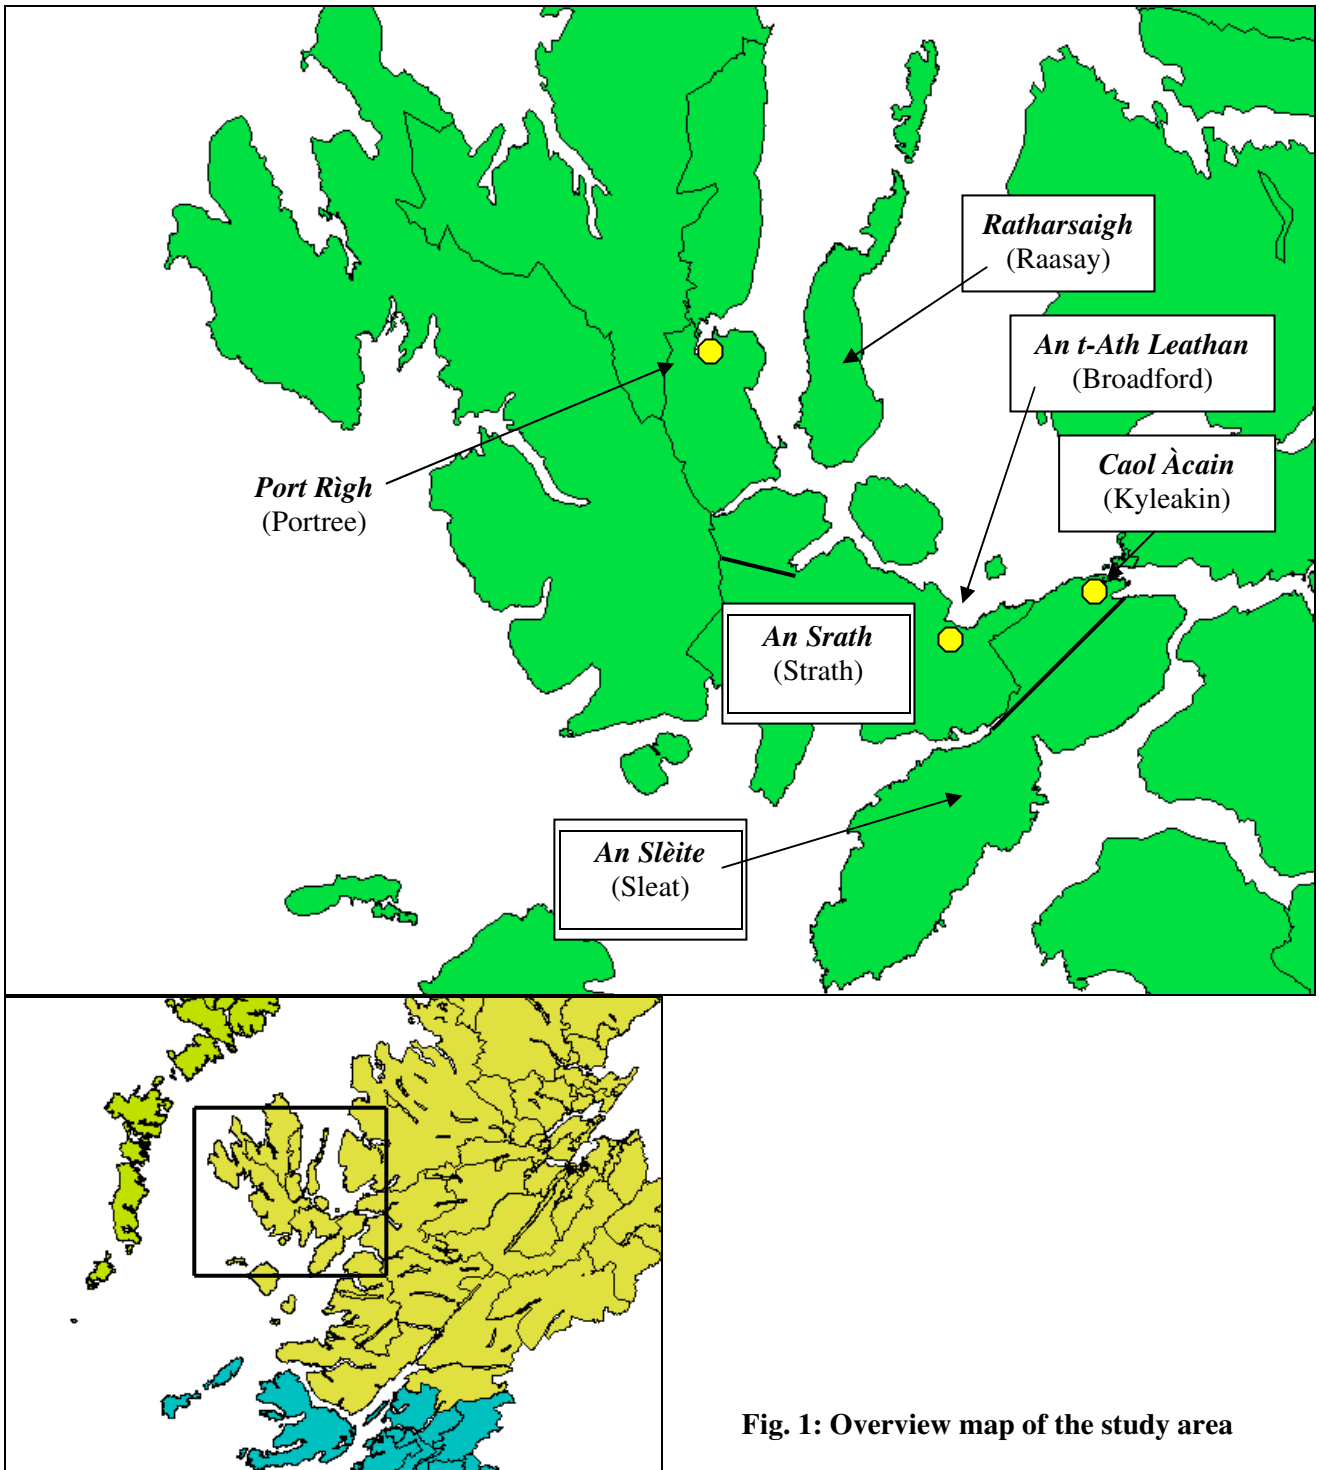 Ratharsaigh
(Raasay)
An t-Ath Leathan
(Broadford)
Caol Àcain
(Kyleakin)
Port Rìgh
(Portree)
An Srath
(Strath)
An Slèite
(Sleat)
Fig. 1: Overview map of the study area